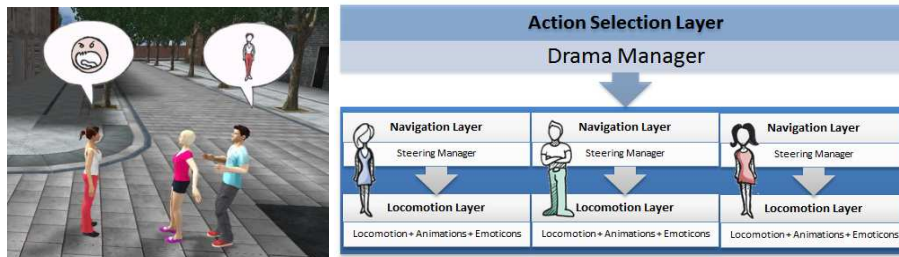 Action Selection Layer
Drama Manager
Navigation Layer
Steering Manager
Locomotion Layer
Locomotion + Animations + Emoticons
Navigation Layer
Steering Manager
Locomotion Layer
Locomotion + Animations + Emoticons
Navigation Layer
Steering Manager
Locomotion Layer
Locomotion + Animations + Emoticons